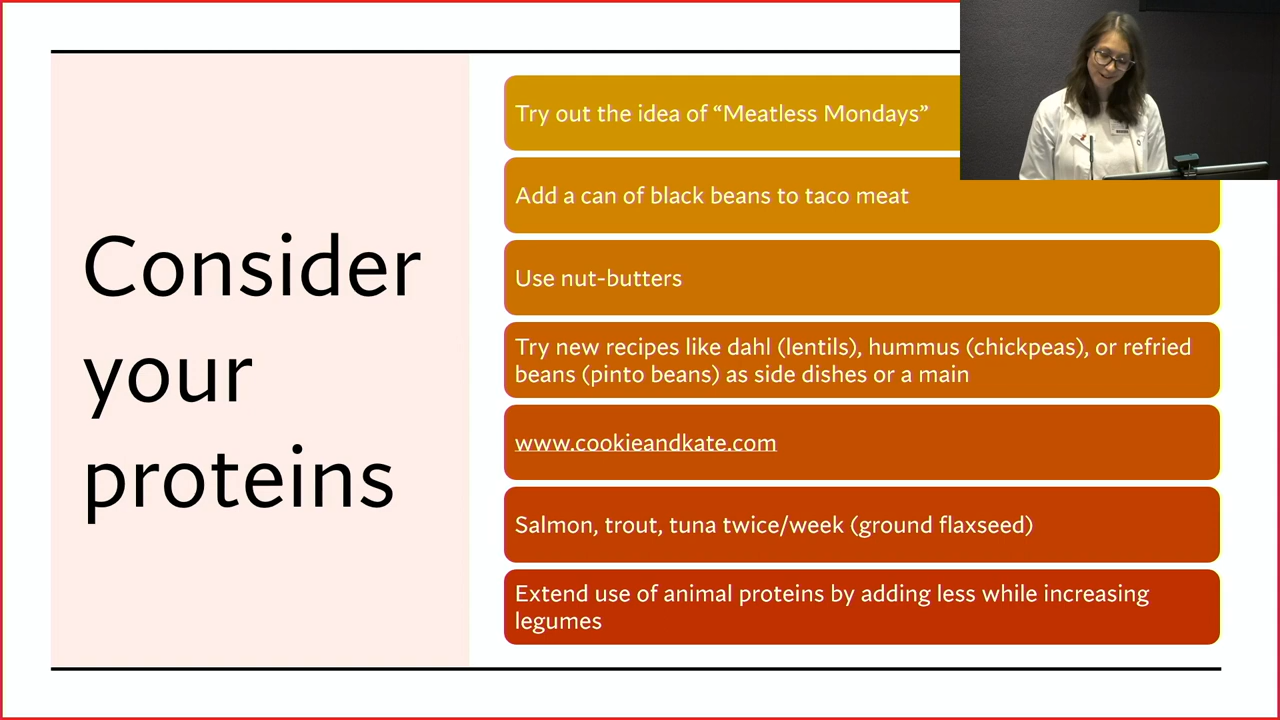 Consider
your
proteins
Try out the idea of “Meatless Mondays”
Add a can of black beans to taco meat
Use nut-butters
Try new recipes like dahl (lentils), hummus (chickpeas), or refried
beans (pinto beans) as side dishes or a main
www.cookieandkate.com
Salmon, trout, tuna twice/week (ground flaxseed)
Extend use of animal proteins by adding less while increasing
legumes